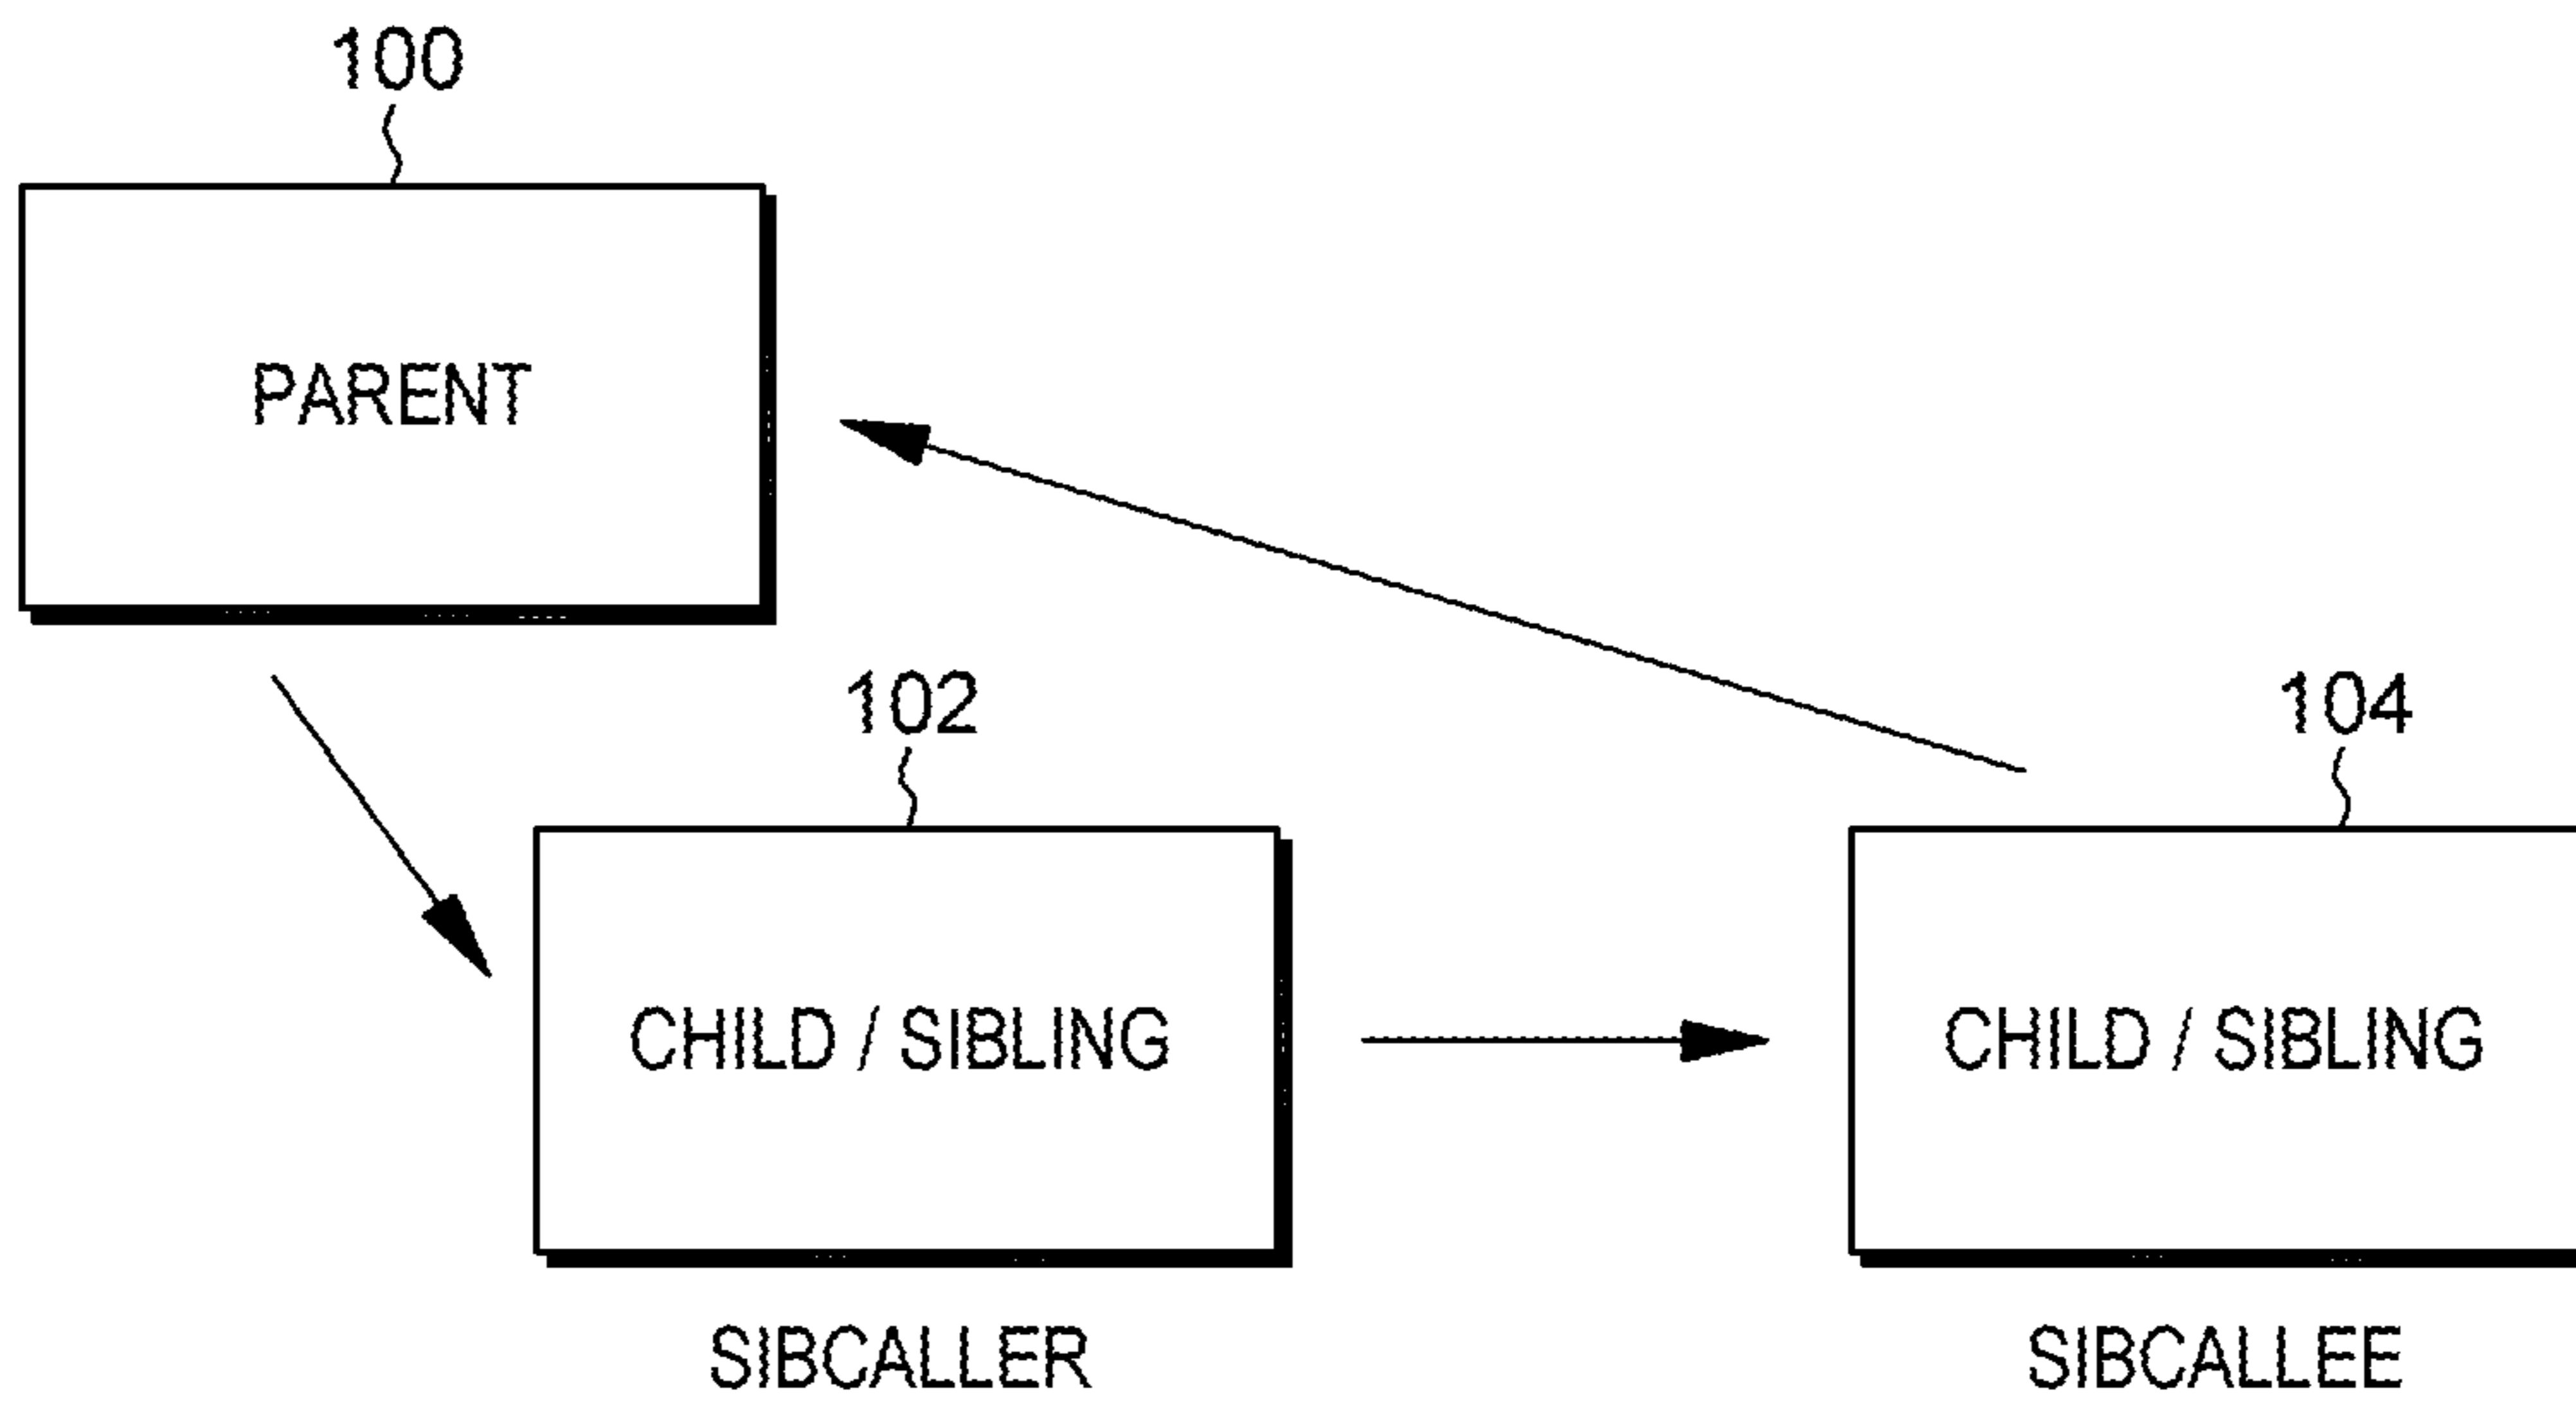 100
PARENT
102
104
CHILD / SIBLING
CHILD / SIBLING
SIBCALLER
SIBCALLEE